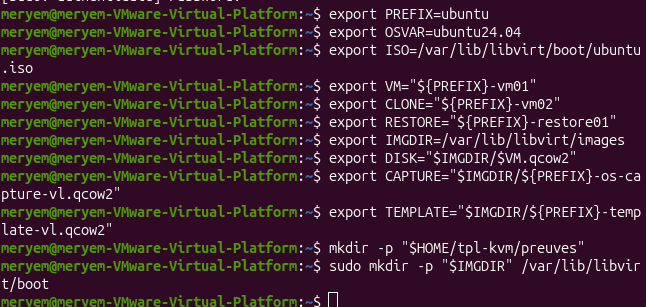 meryem@meryem-VMware-Virtual-Platform:~$ export PREFIX=ubuntu
meryem@meryem-VMware-Virtual-Platform:~$ export OSVAR=ubuntu24.04
meryem@meryem-VMware-Virtual-Platform:~$ export ISO=/var/lib/libvirt/boot/ubuntu
.iso
meryem@meryem-VMware-Virtual-Platform:~$ export VM="${PREFIX}-vm01"
meryem@meryem-VMware-Virtual-Platform:~$ export CLONE="${PREFIX}-vm02"
meryem@meryem-VMware-Virtual-Platform:~$ export RESTORE="${PREFIX}-restore01"
meryem@meryem-VMware-Virtual-Platform:~$ export IMGDIR=/var/lib/libvirt/images
meryem@meryem-VMware-Virtual-Platform:~$ export DISK="$IMGDIR/$VM.qcow2"
meryem@meryem-VMware-Virtual-Platform:~$ export CAPTURE="$IMGDIR/${PREFIX}-os-ca
pture-vl.qcow2"
meryem@meryem-VMware-Virtual-Platform:~$ export TEMPLATE="$IMGDIR/${PREFIX}-temp
late-vl.qcow2"
meryem@meryem-VMware-Virtual-Platform:~$ mkdir -p "$HOME/tpl-kvm/preuves"
meryem@meryem-VMware-Virtual-Platform:~$ sudo mkdir -p "$IMGDIR" /var/lib/libvir
t/boot
meryem@meryem-VMware-Virtual-Platform:~$